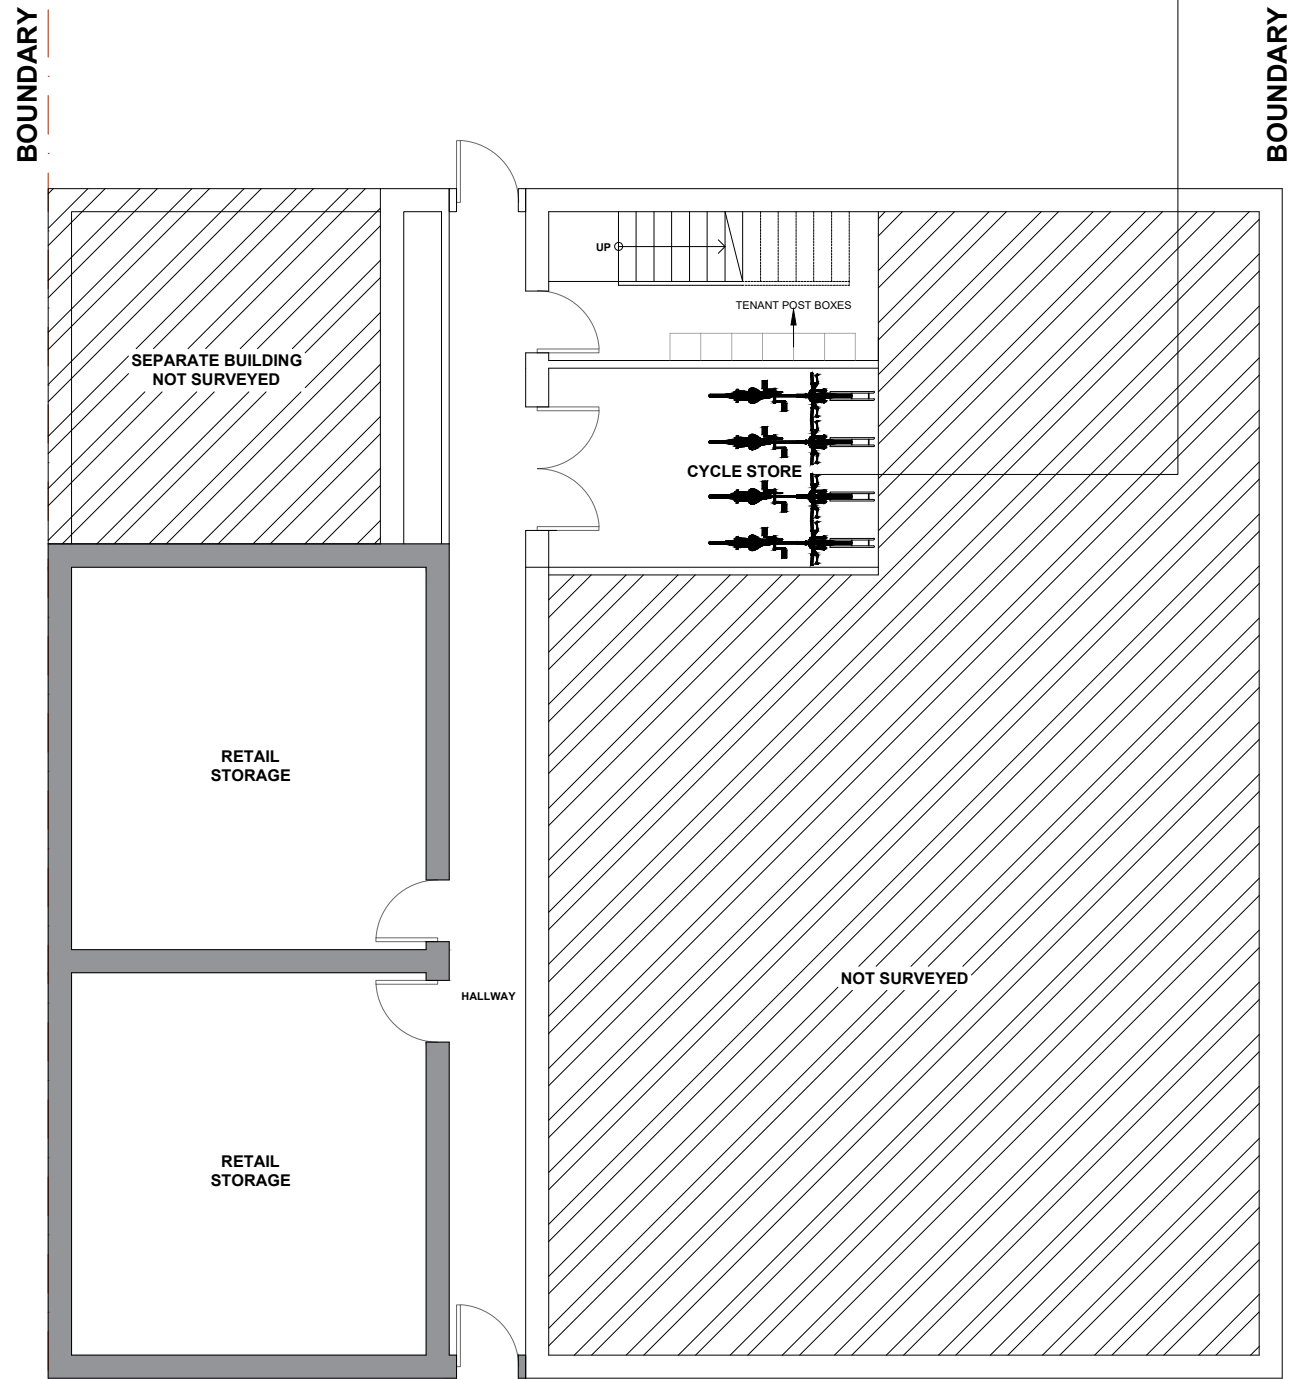 BOUNDARY
BOUNDARY
UP
TENANT POST BOXES
SEPARATE BUILDING
NOT SURVEYED
CYCLE STORE
RETAIL
STORAGE
NOT SURVEYED
HALLWAY
RETAIL
STORAGE